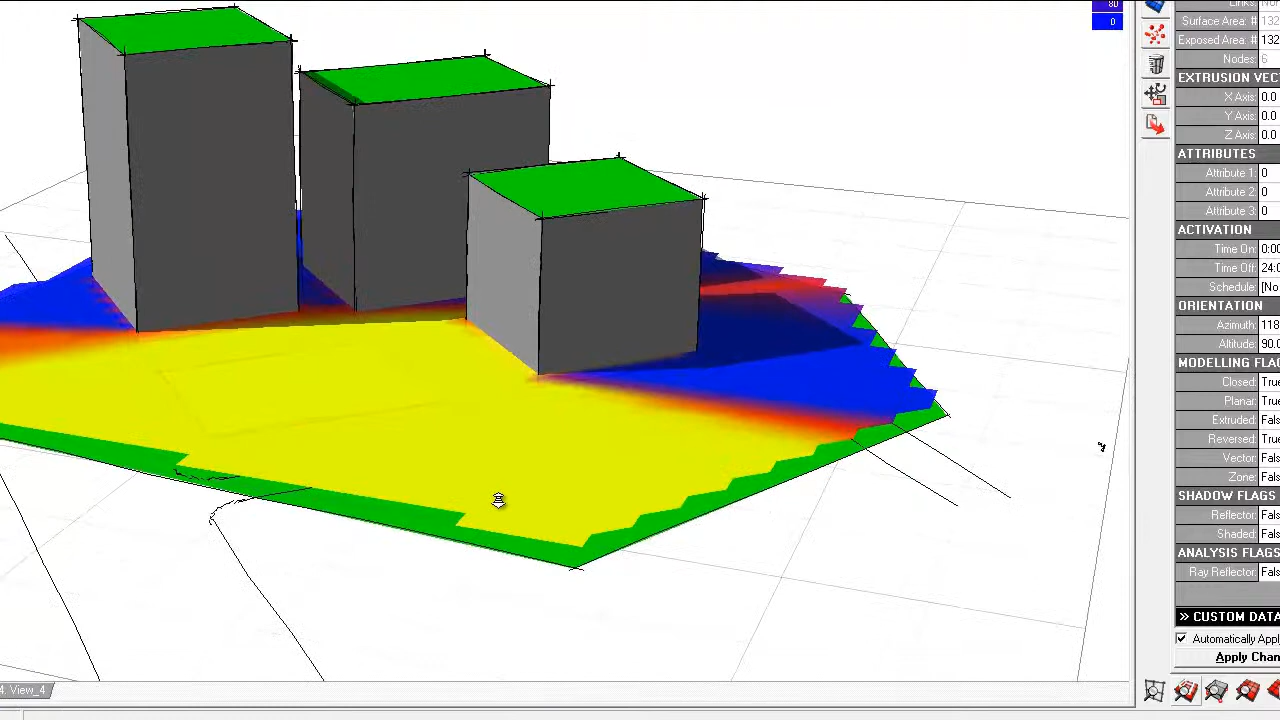 80
0
Links: Nor
Surface Area: # 132
Exposed Area: # 132
Nodes: 6
EXTRUSION VEC
X Axis: 0.0
Y Axis: 0.0
Z Axis: 0.0
ATTRIBUTES
Attribute 1: 0
Attribute 2: 0
Attribute 3: 0
ACTIVATION
Time On: 0:00
Time Off: 24:0
Schedule: [No
ORIENTATION
Azimuth: 118
Altitude: 90.0
MODELLING FLAG
Closed: True
Planar: True
Extruded: Fals
Reversed: True
Vector: Fals
Zone: Fals
SHADOW FLAGS
Reflector: Fals
Shaded: Fals
ANALYSIS FLAGS
Ray Reflector: Fals
>> CUSTOM DATA
Automatically Apply
Apply Chan
4. View_4